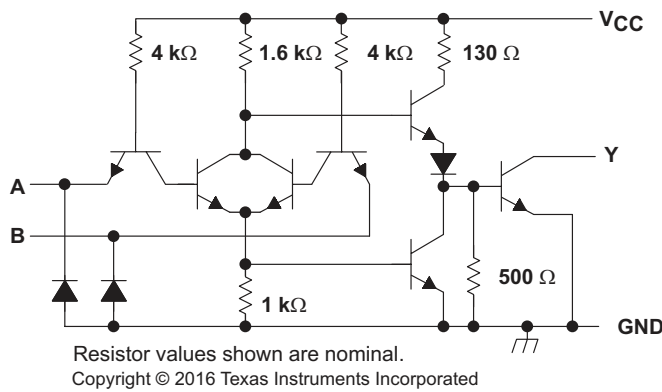 VCC
4 kΩ 1.6 kΩ 4 kΩ 130 Ω
A
Y
B
500 Ω
1 kΩ
GND
Resistor values shown are nominal.
Copyright © 2016 Texas Instruments Incorporated